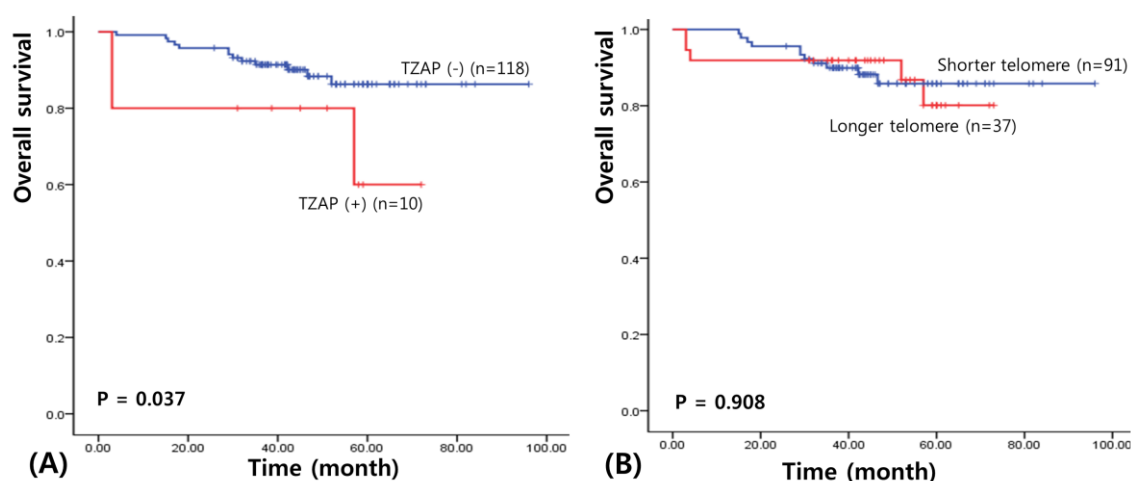 Overall survival
1.0
0.8
0.6
0.4
0.2
0.0
TZAP (-) (n=118)
TZAP (+) (n=10)
P = 0.037
0.00 20.00 40.00 60.00 80.00 100.00
(A)
Time (month)
Overall survival
1.0
0.8
0.6
0.4
0.2
0.0
Shorter telomere (n=91)
Longer telomere (n=37)
P = 0.908
0.00 20.00 40.00 60.00 80.00 100.00
(B)
Time (month)